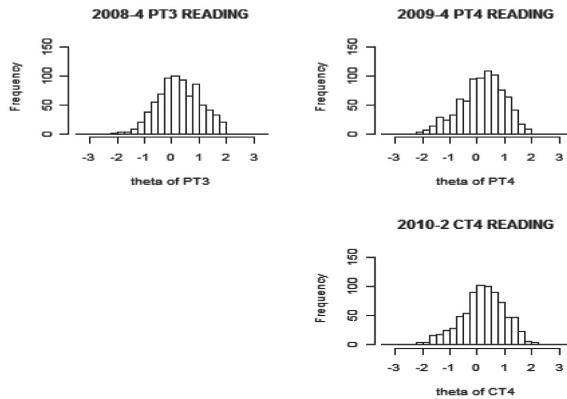 2008-4 PT3 READING
Frequency
0 50 100 150
-3 -2 -1 0 1 2 3
theta of PT3
2009-4 PT4 READING
Frequency
0 50 100 150
-3 -2 -1 0 1 2 3
theta of PT4
2010-2 CT4 READING
Frequency
0 50 100 150
-3 -2 -1 0 1 2 3
theta of CT4